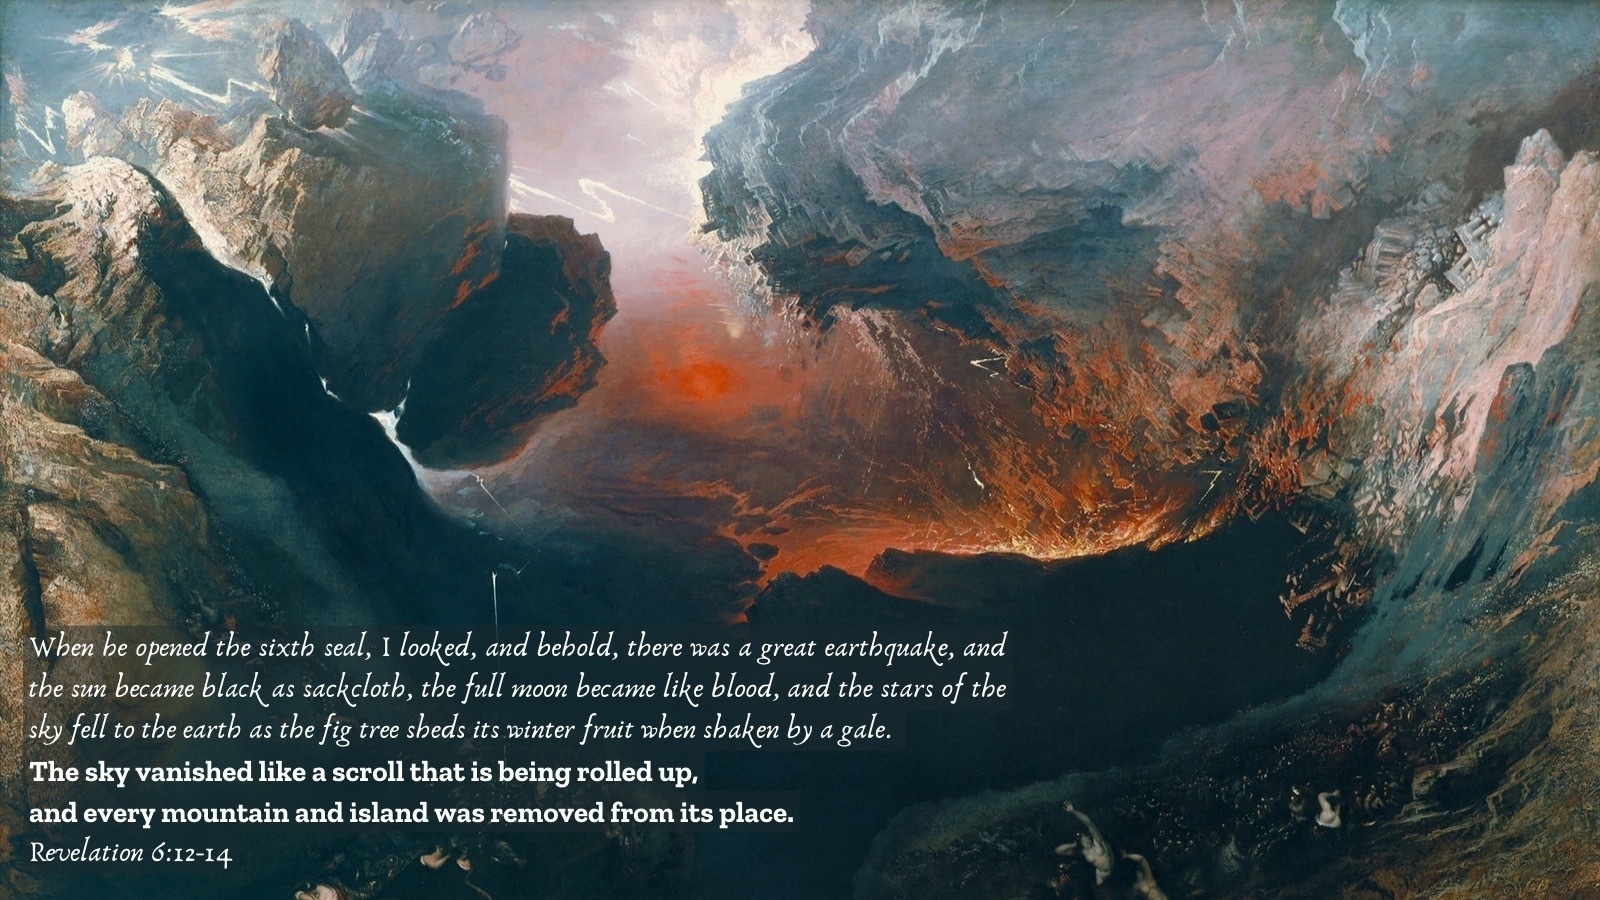 When he opened the sixth seal, I looked, and behold, there was a great earthquake, and
the sun became black as sackcloth, the full moon became like blood, and the stars of the
sky fell to the earth as the fig tree sheds its winter fruit when shaken by a gale.
The sky vanished like a scroll that is being rolled up,
and every mountain and island was removed from its place.
Revelation 6:12-14